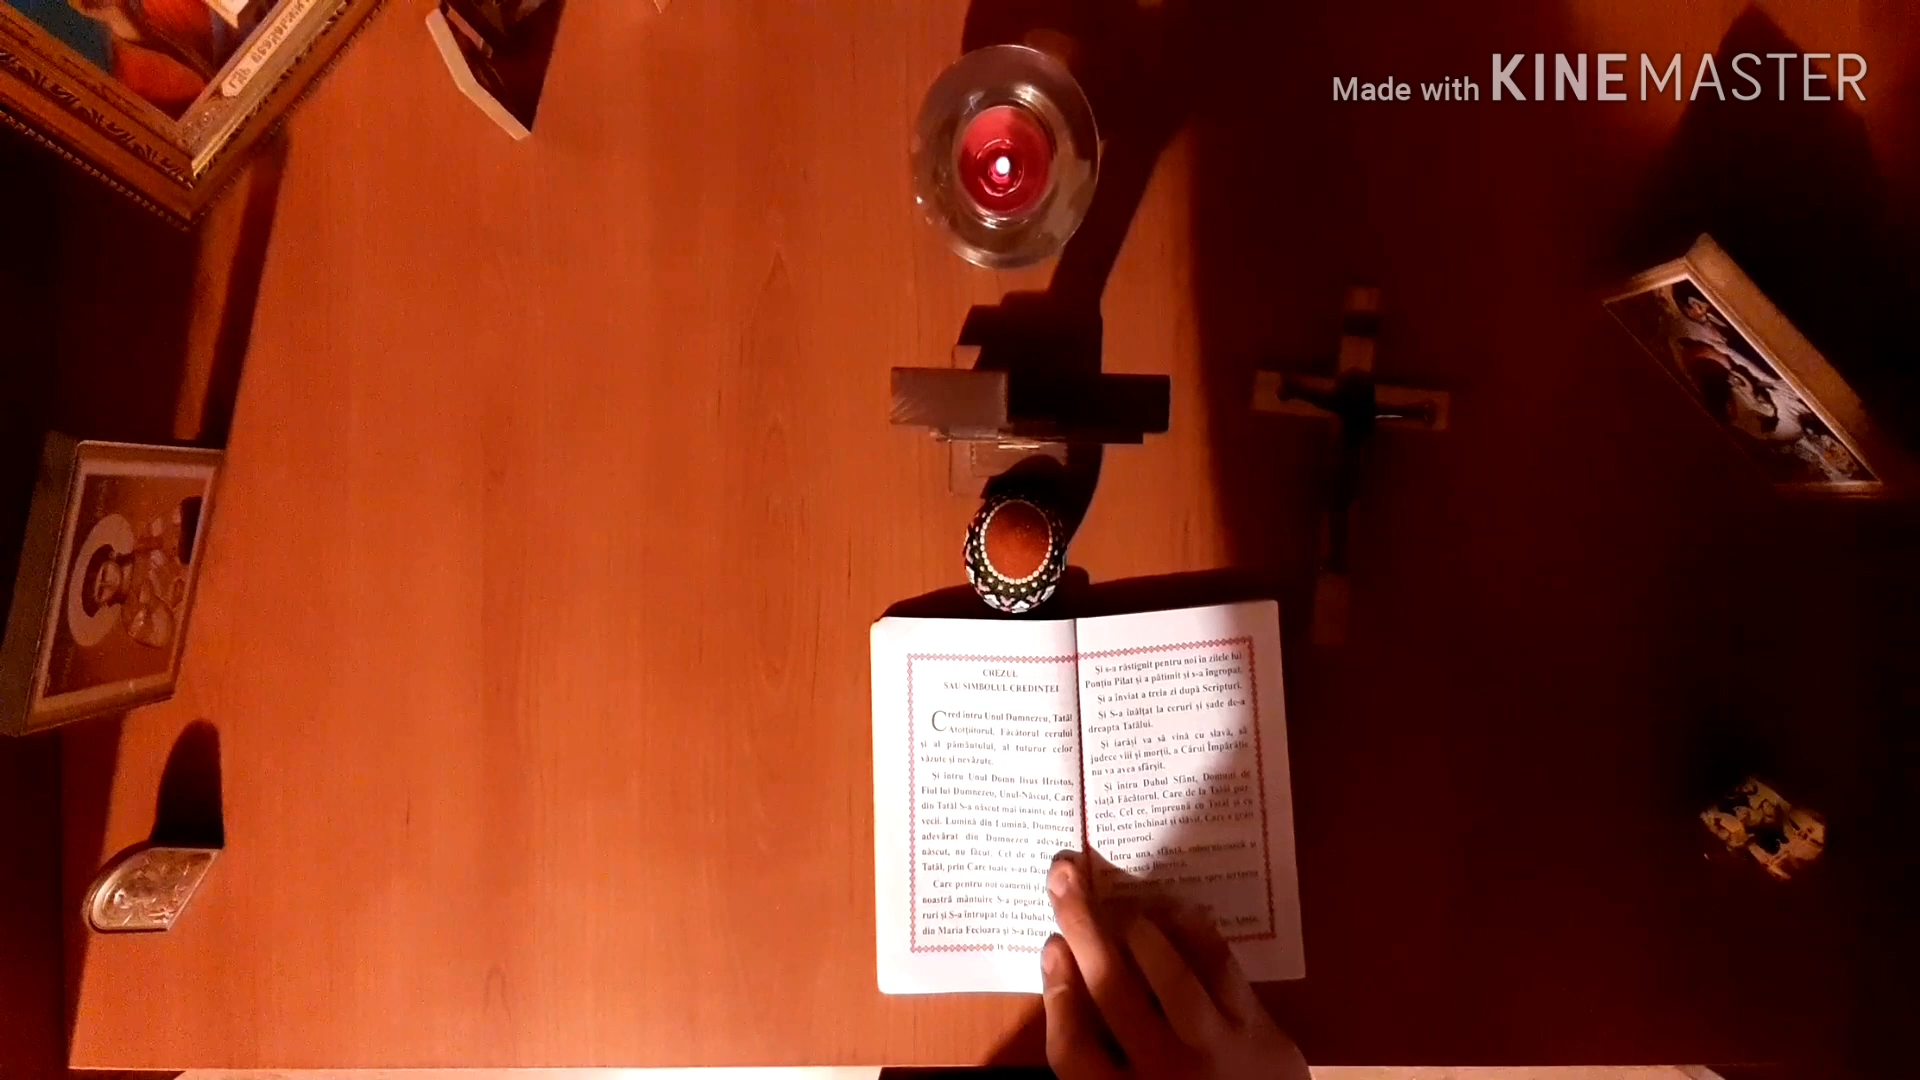 Made with KINEMASTER
CREZUL
SAU SIMBOLUL CREDINȚEI
Cred întru Unul Dumnezeu, Tatăl
Atotțiitorul, Făcătorul cerului
și al pământului, al tuturor celor
văzute și nevăzute.
Și întru Unul Domn Iisus Hristos,
Fiul lui Dumnezeu, Unul-Născut, Care
din Tatăl S-a născut mai înainte de toți
vecii. Lumină din Lumină, Dumnezeu
adevărat din Dumnezeu adevărat,
născut, nu făcut; Cel de o
Tatăl, prin Care toate s-au
Care pentru noi oamenii și
noastră mântuire S-a pogorât
ruri și S-a întrupat de la Duhul
din Maria Fecioara și S-a făcut
Și s-a răstignit pentru noi în zilele lui
Ponțiu Pilat și a pătimit și s-a îngropat.
Și a înviat a treia zi după Scripturi.
Și S-a înălțat la ceruri și șade de-a
dreapta Tatălui.
Și iarăși va să vină cu slavă, să
judece viii și morții, a Cărui Împărăție
nu va avea sfârșit.
Și întru Duhul Sfânt, Domnul de
viață Făcătorul, Care de la Tatăl pur-
cede, Cel ce, împreună cu Tatăl și cu
Fiul, este închinat și slăvit, Care a grăit
prin prooroci.
Întru una, sfântă, sobornicească și
Biserică.